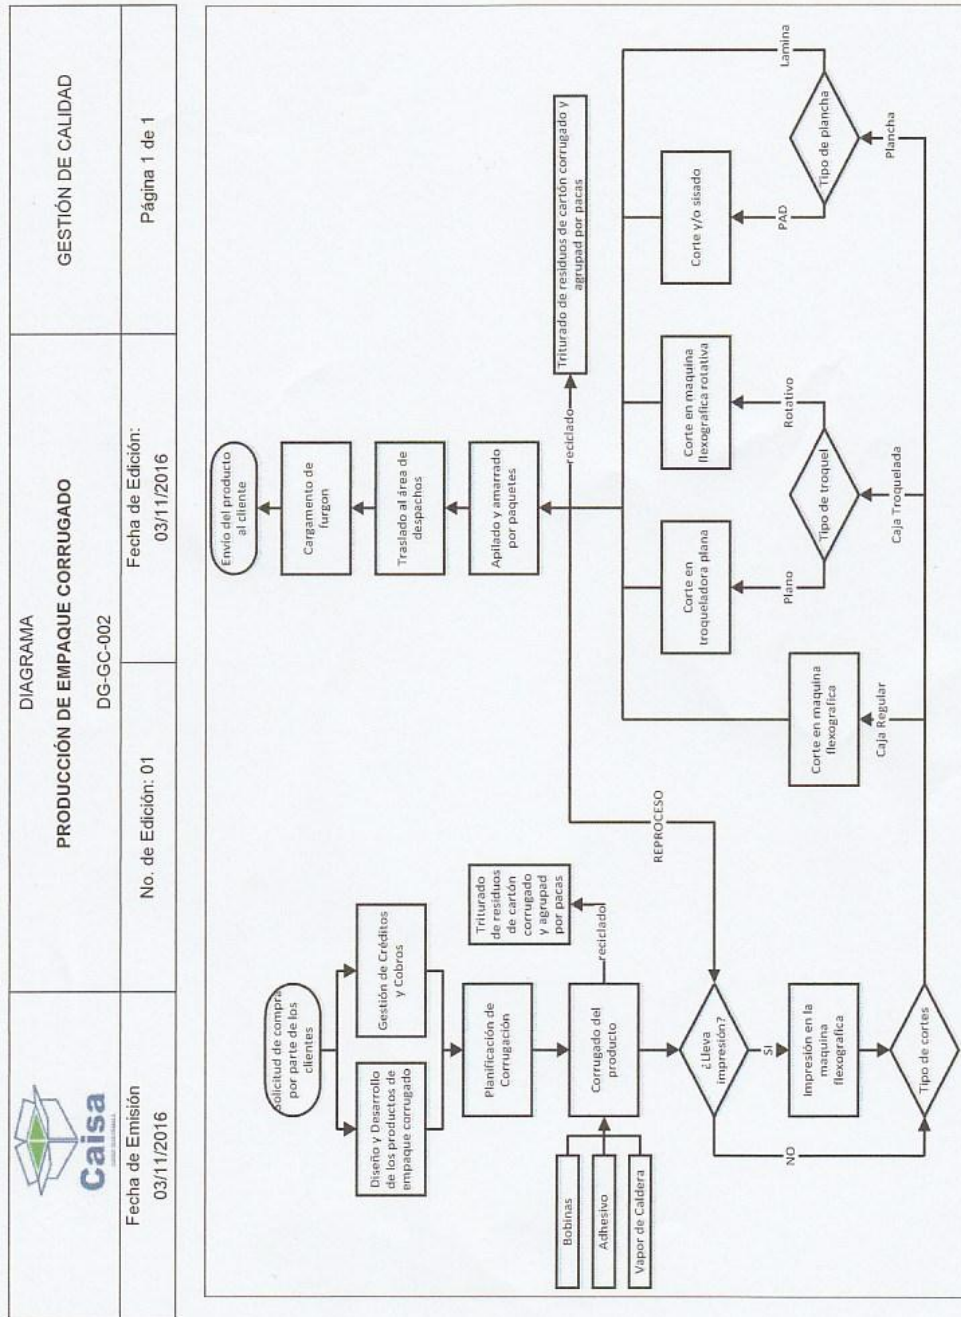 Caisa
DIAGRAMA
PRODUCCIÓN DE EMPAQUE CORRUGADO
DG-GC-002
GESTIÓN DE CALIDAD
Fecha de Emisión
03/11/2016
No. de Edición: 01
Fecha de Edición:
03/11/2016
Página 1 de 1
Solicitud de compra
por parte de los
clientes
Diseño y Desarrollo
de los productos de
empaque corrugado
Gestión de Créditos
y Cobros
Planificación de
Corrugación
Bobinas
Adhesivo
Vapor de Caldera
Corrugado del
producto
reciclado
Triturado
de residuos
de cartón
corrugado
y agrupad
por pacas
¿Lleva
impresión?
REPROCESO
SI
NO
Impresión en la
maquina
flexografica
Tipo de cortes
Envío del producto
al cliente
Cargamento de
furgon
Traslado al área de
despachos
Apilado y amarrado
por paquetes
reciclado
Triturado de residuos de cartón corrugado y
agrupad por pacas
Corte en maquina
flexografica
Caja Regular
Corte en
troqueladora plana
Plano
Corte en maquina
flexografica rotativa
Rotativo
Tipo de troquel
Caja Troquelada
Corte y/o sisado
PAD
Lamina
Tipo de plancha
Plancha